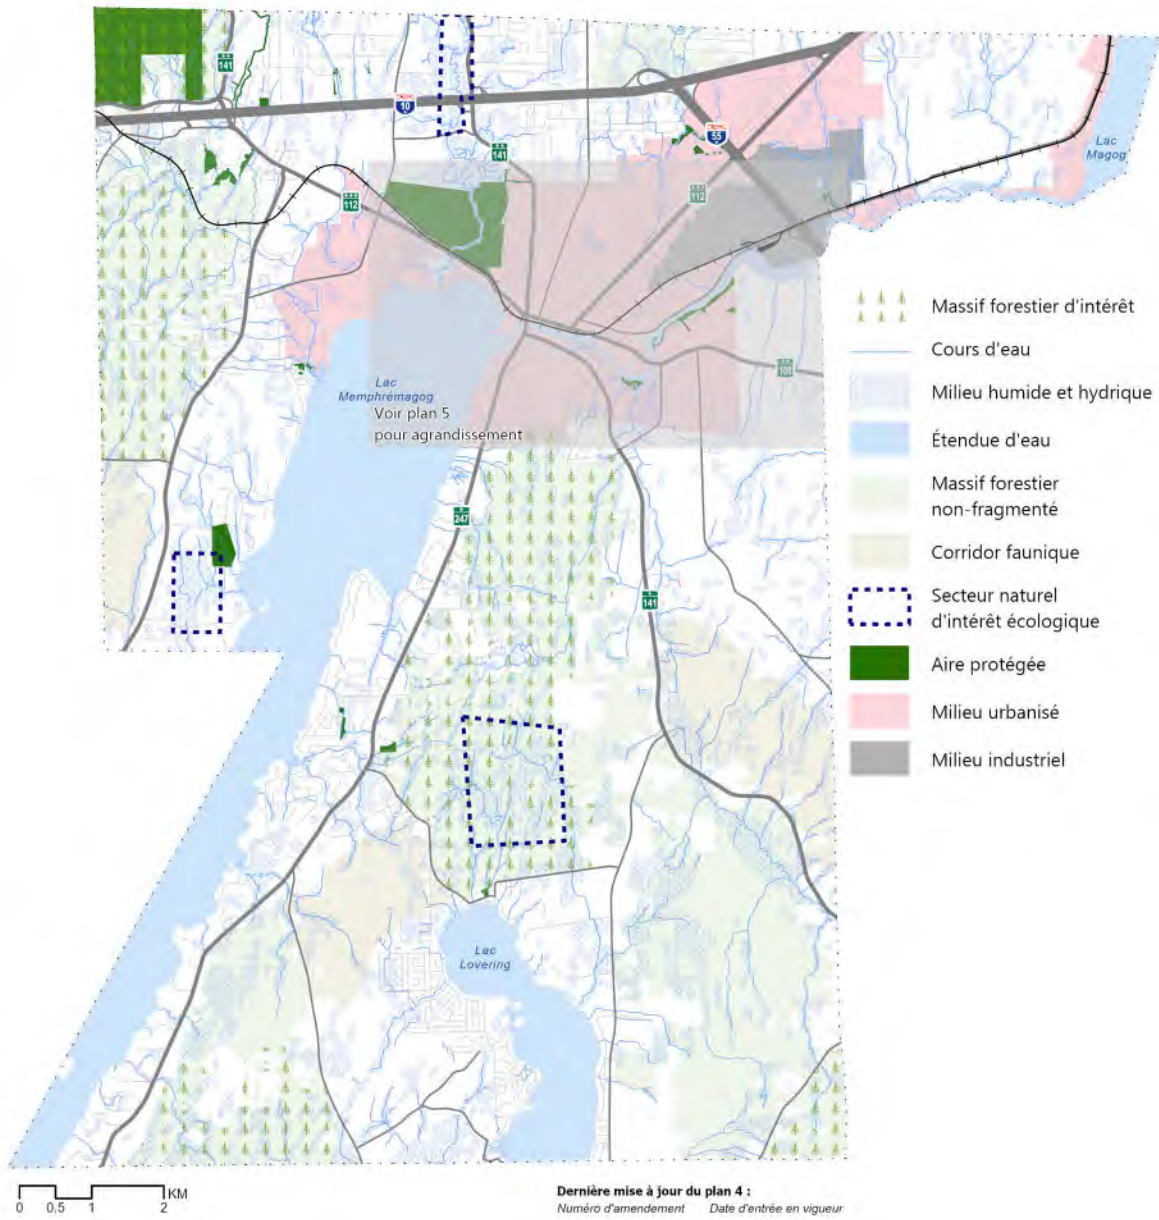 141
10
141
55
Lac
Magog
112
112
108
Lac
Memphrémagog
Voir plan 5
pour agrandissement
247
141
Lac
Lovering
Massif forestier d'intérêt
Cours d'eau
Milieu humide et hydrique
Étendue d'eau
Massif forestier
non-fragmenté
Corridor faunique
Secteur naturel
d'intérêt écologique
Aire protégée
Milieu urbanisé
Milieu industriel
KM
0 0.5 1 2
Dernière mise à jour du plan 4 :
Numéro d'amendement Date d'entrée en vigueur